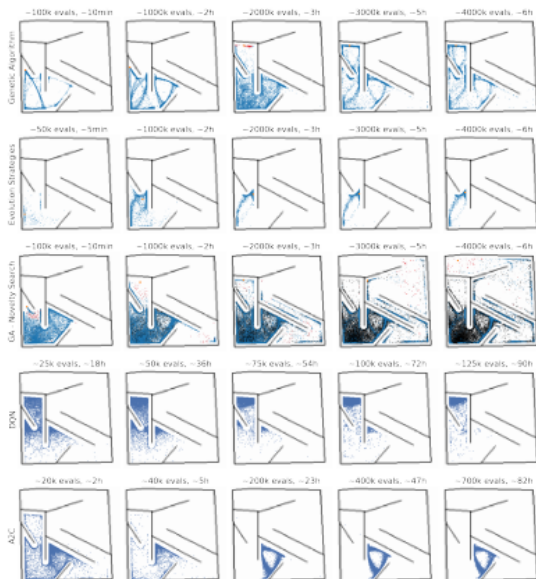 ~100k evals, ~10min ~1000k evals, ~2h ~2000k evals, ~3h ~3000k evals, ~5h ~4000k evals, ~6h
Genetic Algorithm
~50k evals, ~5min ~1000k evals, ~2h ~2000k evals, ~3h ~3000k evals, ~5h ~4000k evals, ~6h
Evolution Strategies
~100k evals, ~10min ~1000k evals, ~2h ~2000k evals, ~3h ~3000k evals, ~5h ~4000k evals, ~6h
GA Novelty Search
~25k evals, ~18h ~50k evals, ~36h ~75k evals, ~54h ~100k evals, ~72h ~125k evals, ~90h
DQN
~20k evals, ~2h ~40k evals, ~5h ~200k evals, ~23h ~400k evals, ~47h ~700k evals, ~82h
A2C